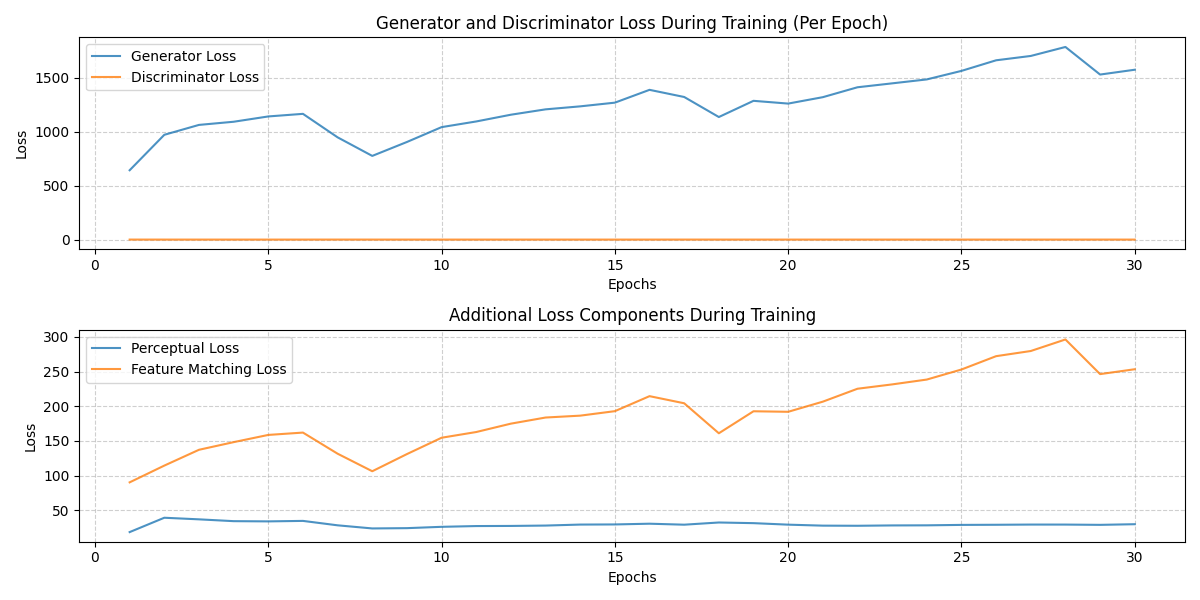 Generator and Discriminator Loss During Training (Per Epoch)
Generator Loss
Discriminator Loss
1500
1000
500
0
Loss
0 5 10 15 20 25 30
Epochs
Additional Loss Components During Training
Perceptual Loss
Feature Matching Loss
300
250
200
150
100
50
Loss
0 5 10 15 20 25 30
Epochs